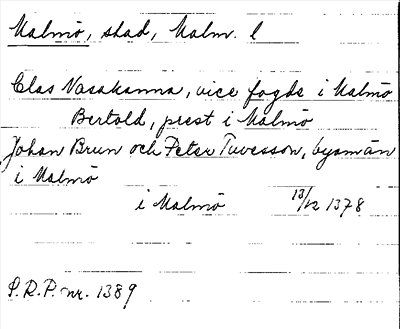 Malmö, stad, Malm. l
Clas Vasakanna, vice fogde i Malmö
Bertold, prest i Malmö
Johan Brun och Peter Tuvesson, bymän
i Malmö
i Malmö 13/12 1378
S.R.P. nr. 1389